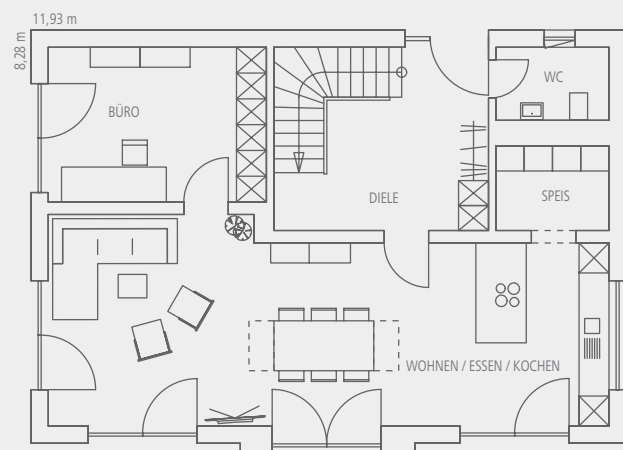 11,93 m
8,28 m
BÜRO
WC
DIELE
SPEIS
WOHNEN / ESSEN / KOCHEN